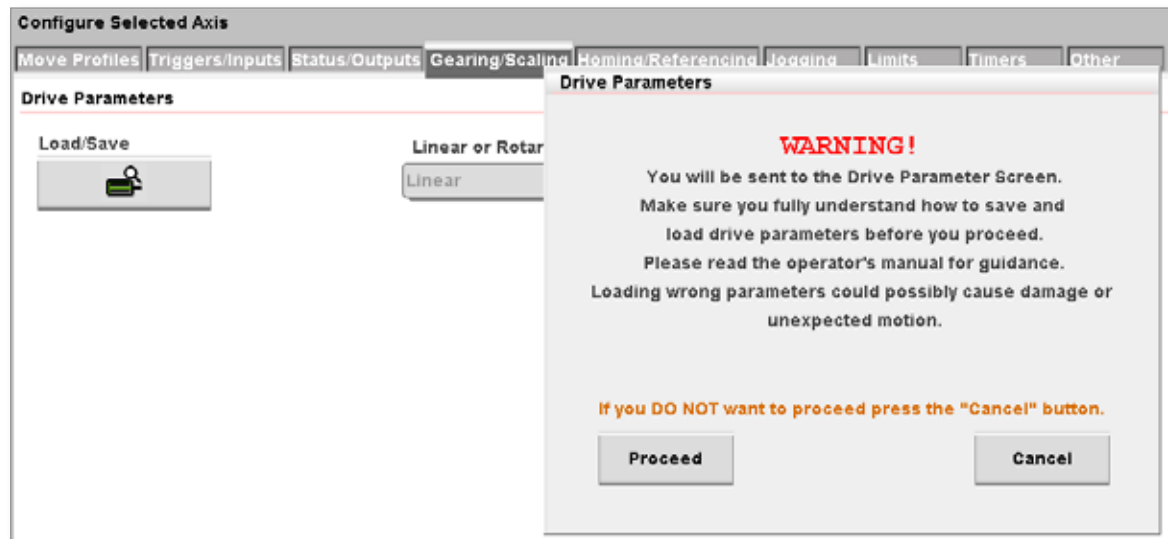 Configure Selected Axis
Move Profiles Triggers/Inputs Status/Outputs Gearing/Scaling Homing/Referencing Jogging Limits Timers Other
Drive Parameters
Load/Save
Linear or Rotar
Linear
Drive Parameters
WARNING!
You will be sent to the Drive Parameter Screen.
Make sure you fully understand how to save and
load drive parameters before you proceed.
Please read the operator's manual for guidance.
Loading wrong parameters could possibly cause damage or
unexpected motion.
If you DO NOT want to proceed press the "Cancel" button.
Proceed
Cancel